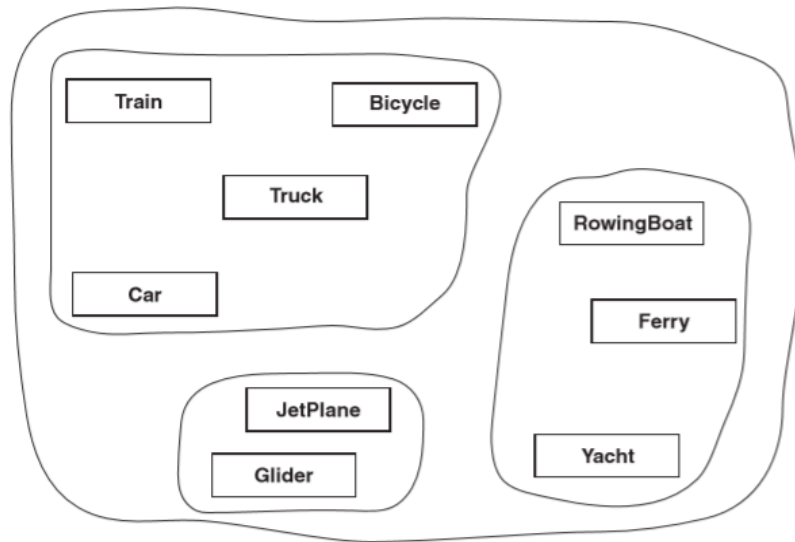 Train
Bicycle
Truck
Car
RowingBoat
Ferry
Yacht
JetPlane
Glider